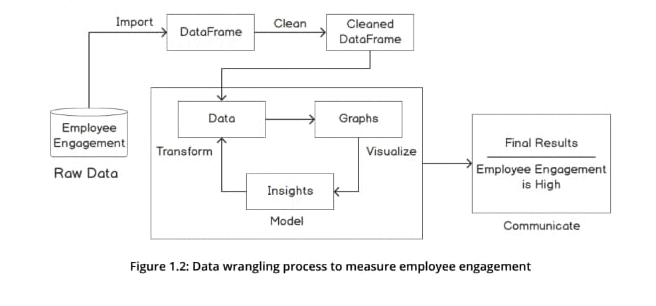 Import
DataFrame
Clean
Cleaned
DataFrame
Employee
Engagement
Raw Data
Data
Graphs
Transform
Visualize
Insights
Model
Final Results
Employee Engagement
is High
Communicate
Figure 1.2: Data wrangling process to measure employee engagement